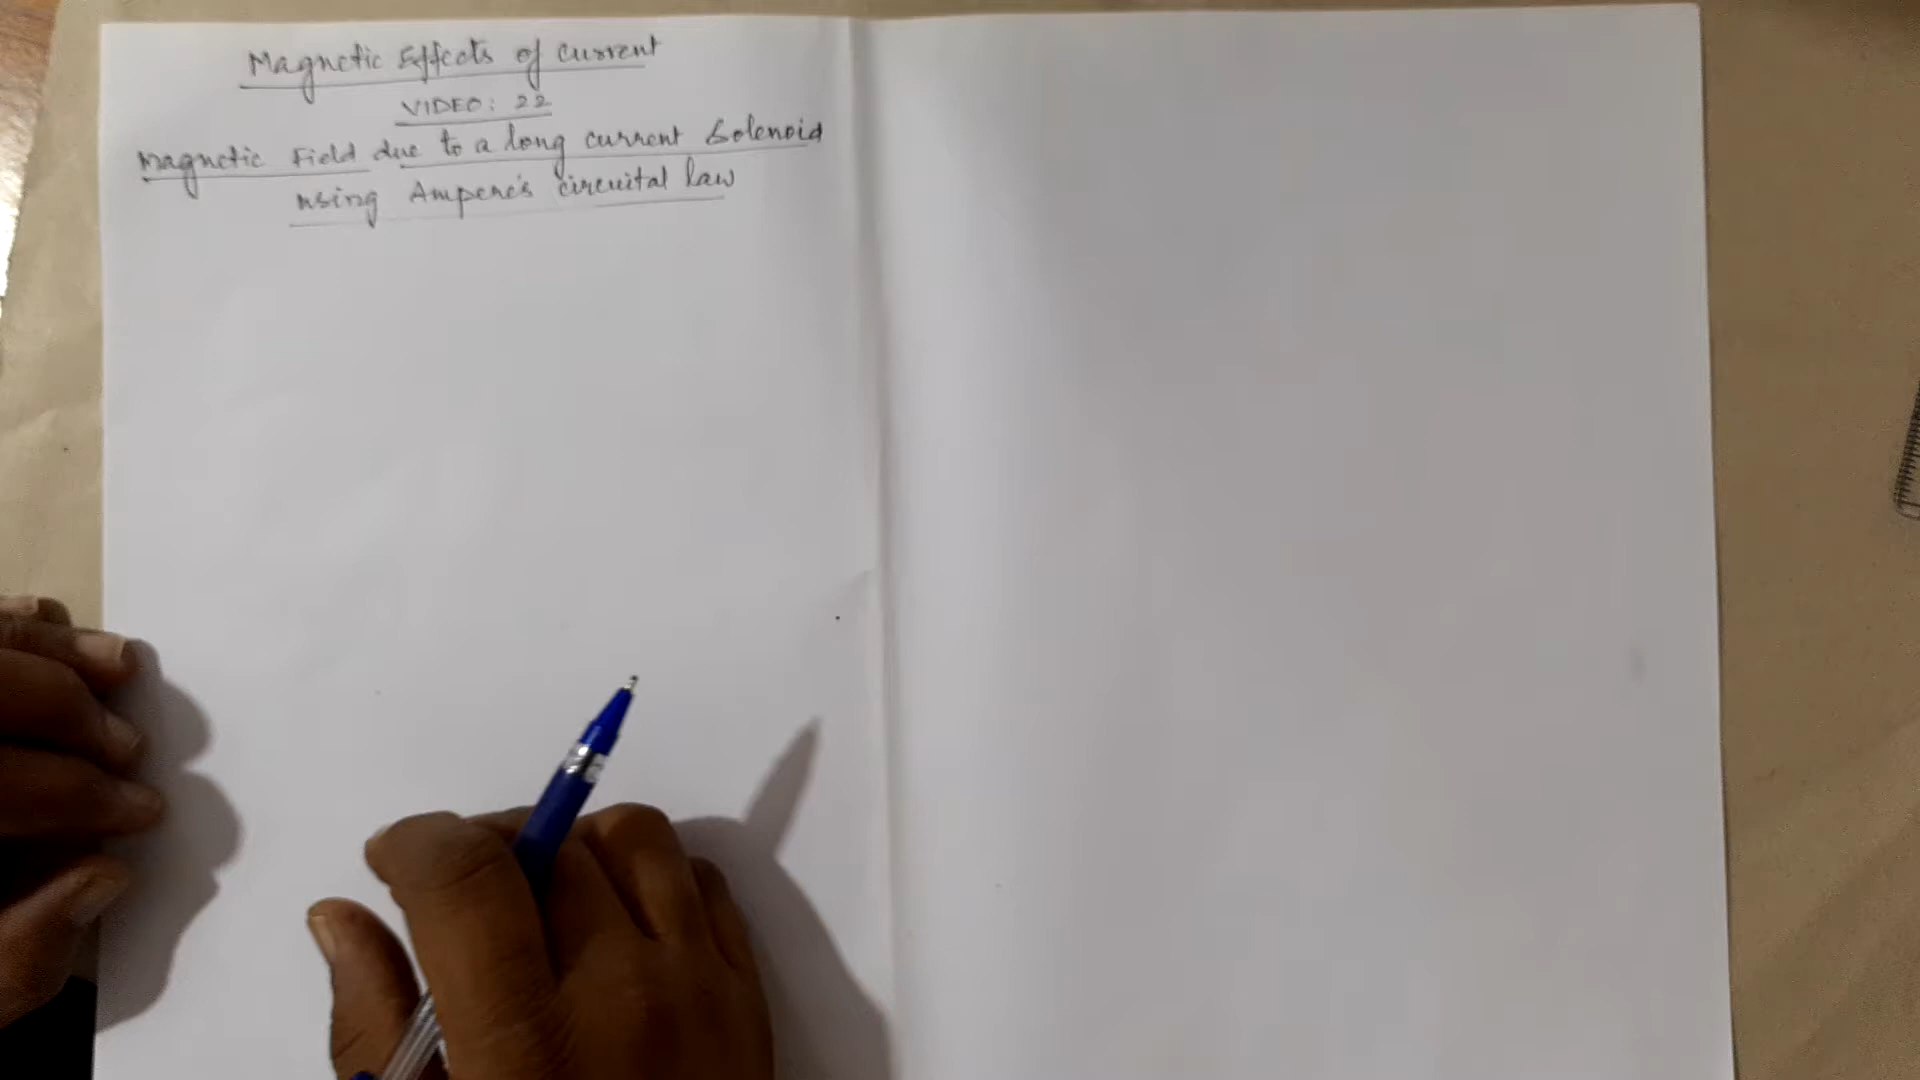 Magnetic Effects of Current
VIDEO: 22
Magnetic Field due to a long current Solenoid
using Ampere's circuital law